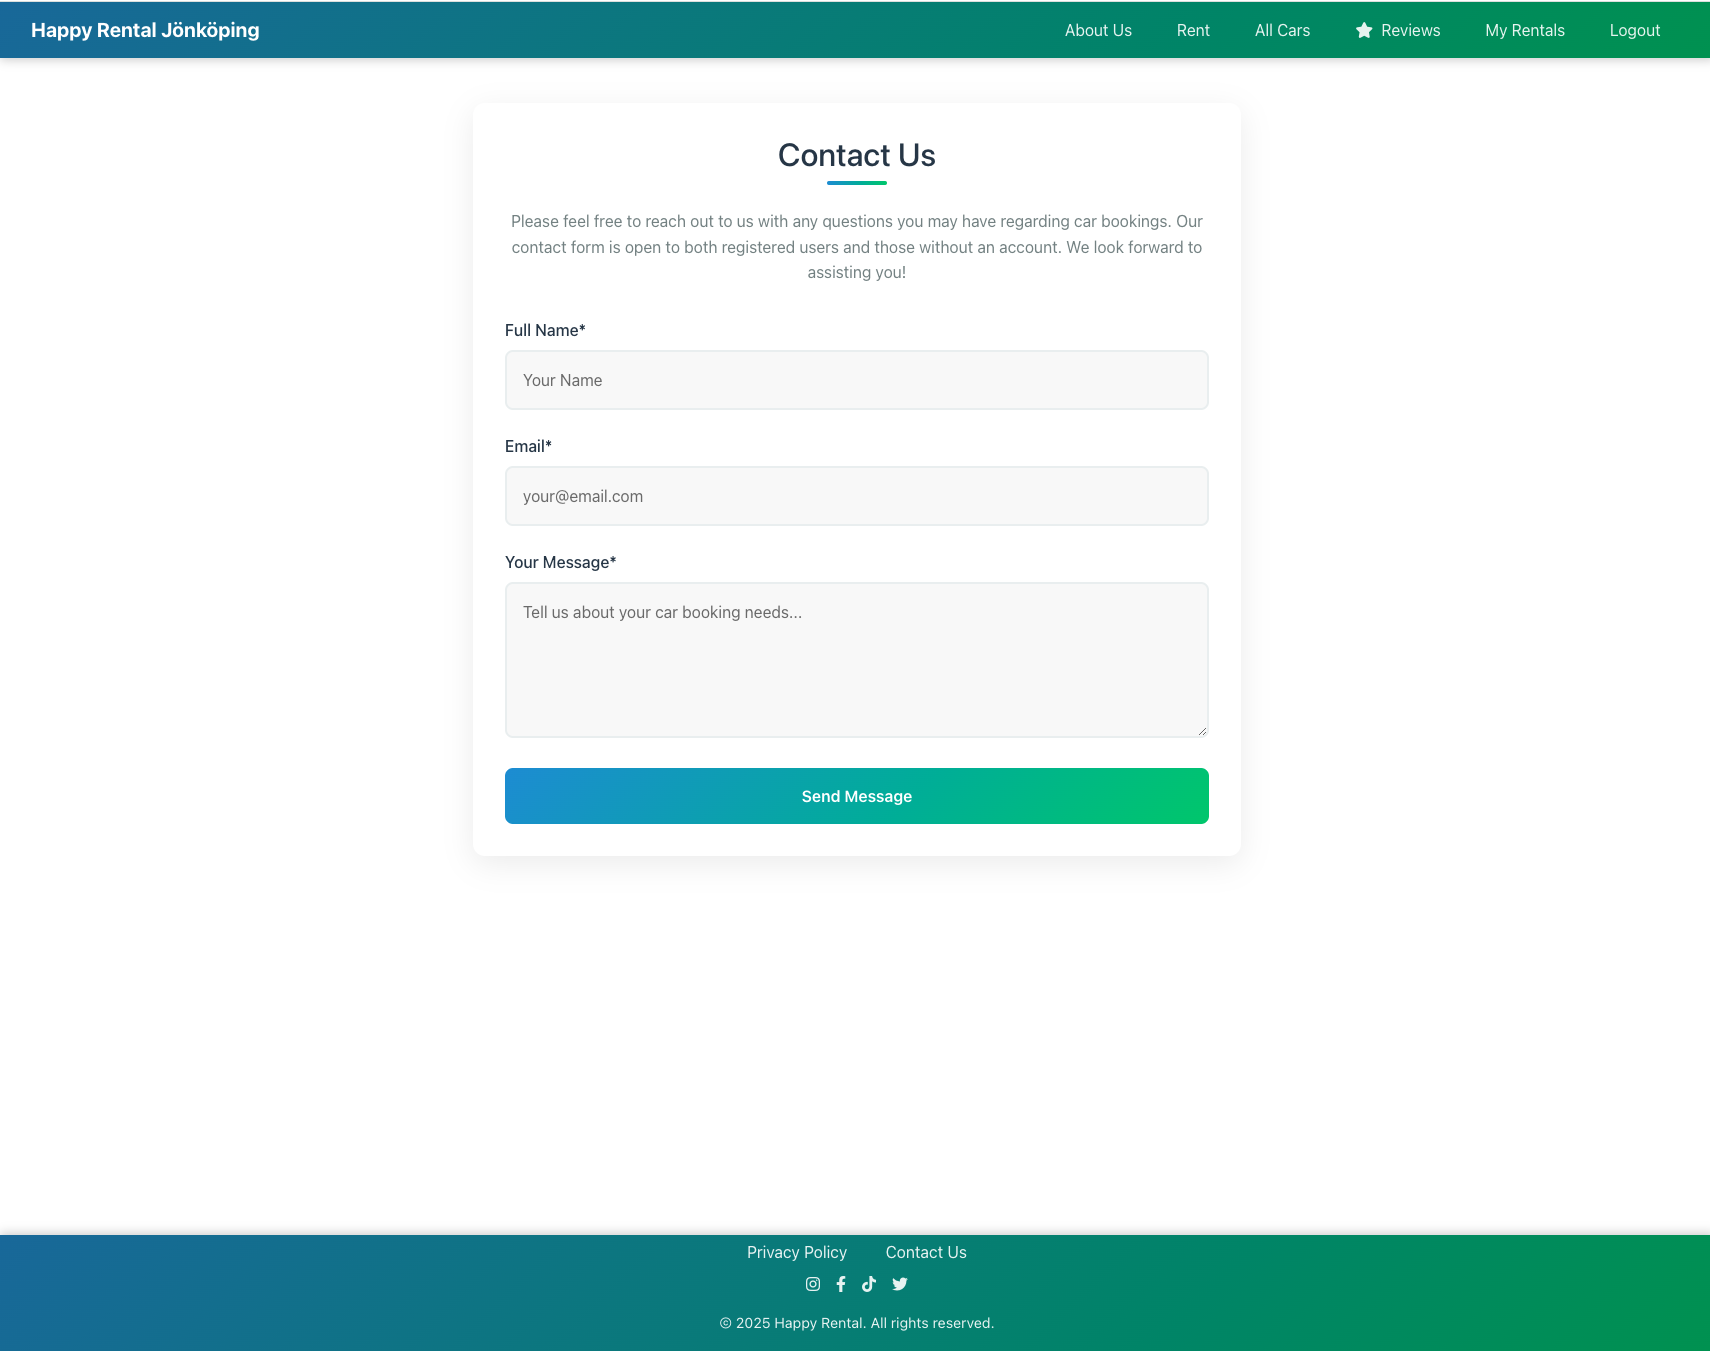 Happy Rental Jönköping
About Us
Rent
All Cars
Reviews
My Rentals
Logout
Contact Us
Please feel free to reach out to us with any questions you may have regarding car bookings. Our
contact form is open to both registered users and those without an account. We look forward to
assisting you!
Full Name*
Your Name
Email*
your@email.com
Your Message*
Tell us about your car booking needs...
Send Message
Privacy Policy
Contact Us
© 2025 Happy Rental. All rights reserved.